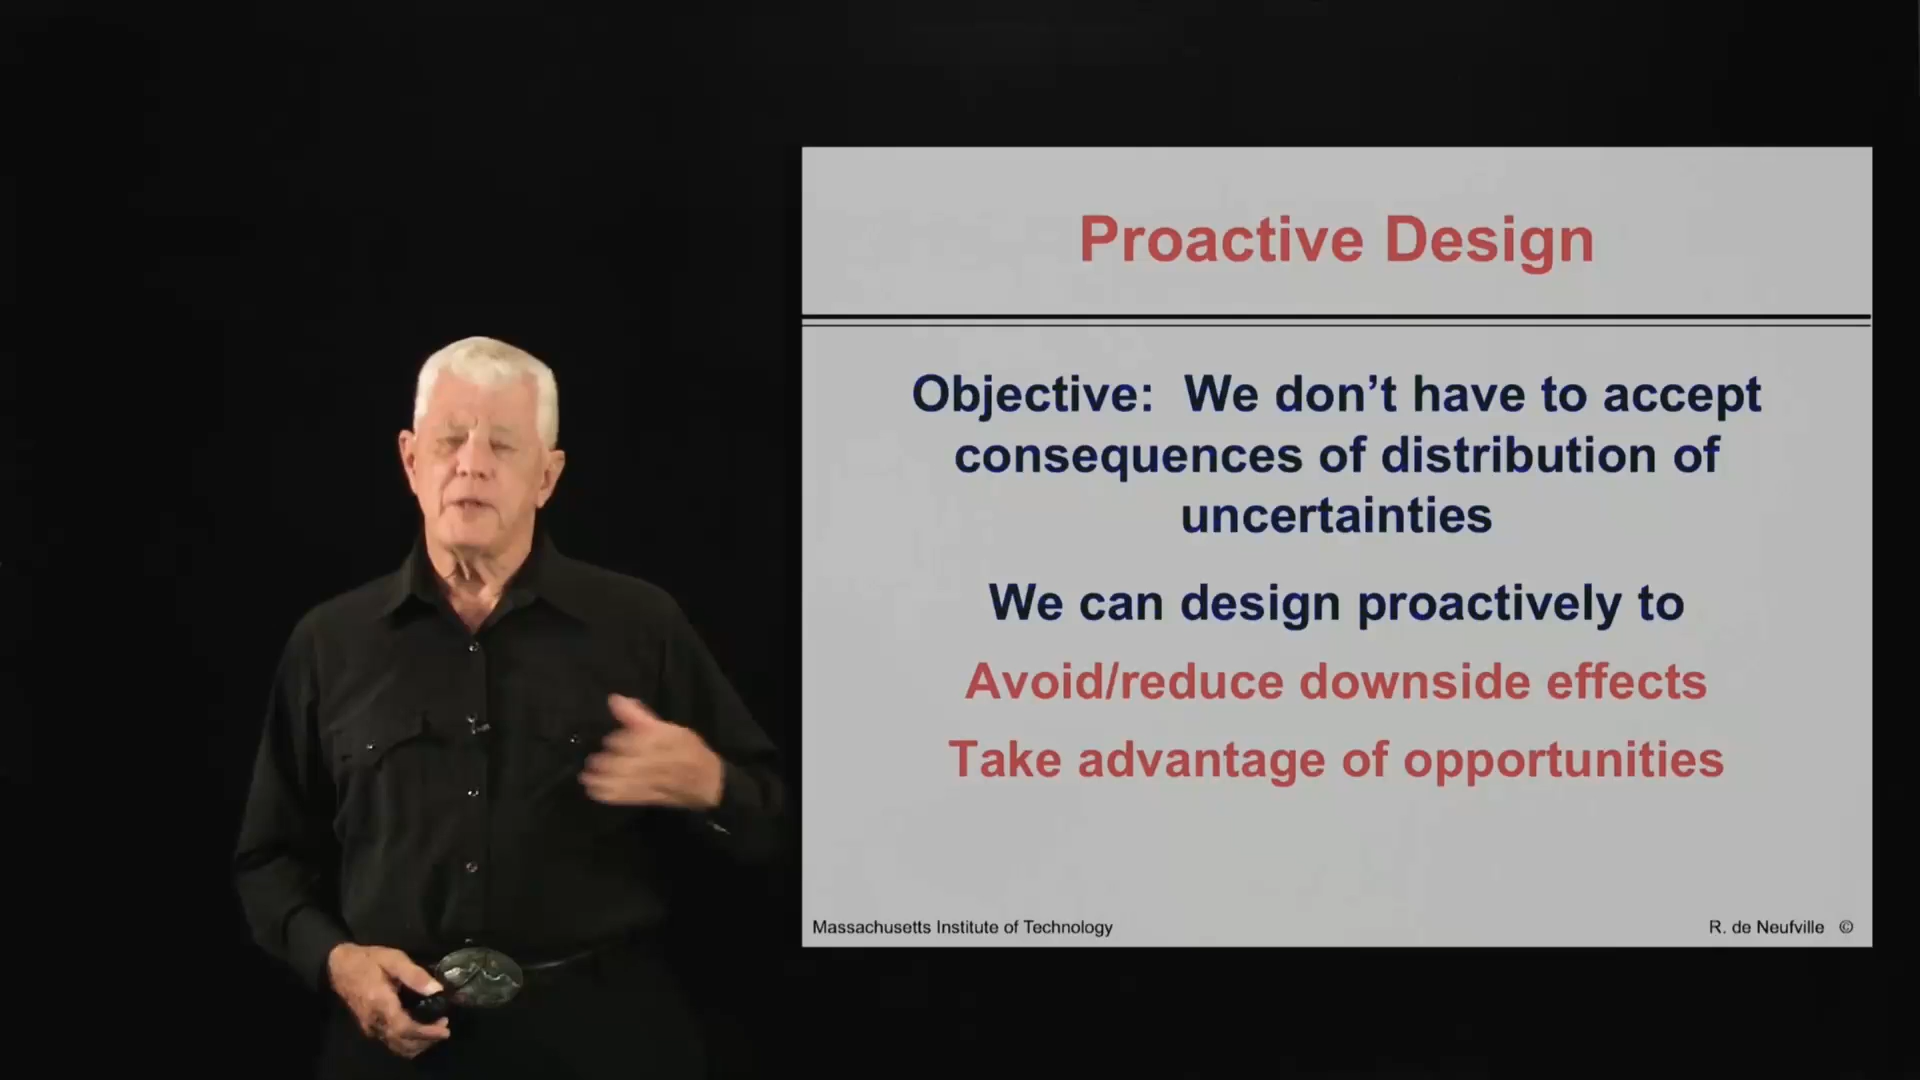 Proactive Design
Objective:  We don’t have to accept
consequences of distribution of
uncertainties
We can design proactively to
Avoid/reduce downside effects
Take advantage of opportunities
Massachusetts Institute of Technology
R. de Neufville ©